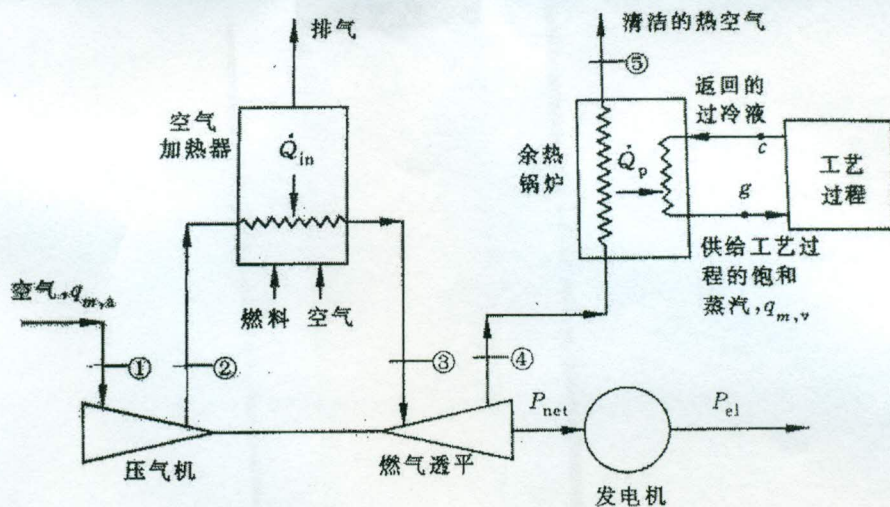 排气
清洁的热空气
⑤
空气
加热器
Q̇in
返回的
过冷液
余热
锅炉
Q̇p
c
工艺
过程
g
供给工艺过
程的饱和
蒸汽,qm,v
空气,qm,a
燃料
空气
①
②
③
④
Pnet
Pel
压气机
燃气透平
发电机